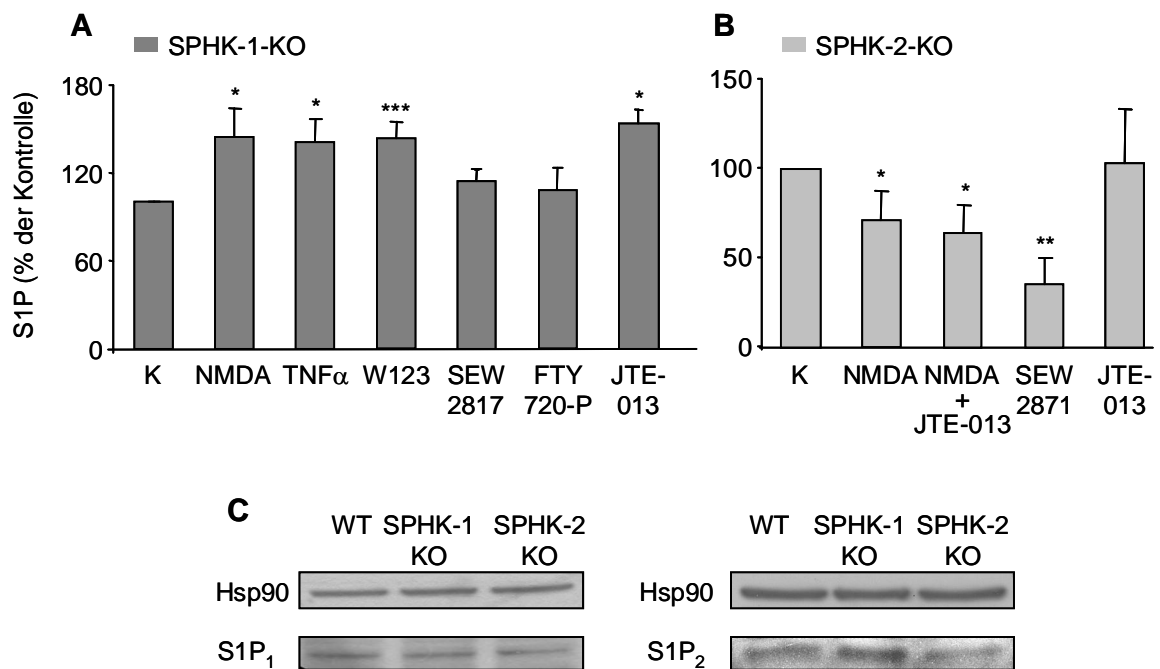 A
SPHK-1-KO
S1P (% der Kontrolle)
180
120
60
0
*
*
***
*
K NMDA TNFα W123 SEW 2817 FTY 720-P JTE-013
B
SPHK-2-KO
150
100
50
0
*
*
**
K NMDA NMDA + JTE-013 SEW 2871 JTE-013
C
WT SPHK-1 KO SPHK-2 KO
Hsp90
S1P1
WT SPHK-1 KO SPHK-2 KO
Hsp90
S1P2